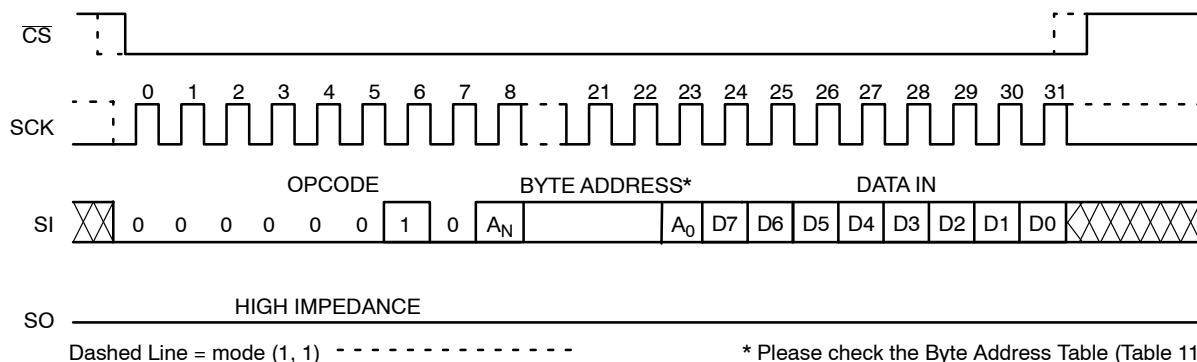 CS
0 1 2 3 4 5 6 7 8 21 22 23 24 25 26 27 28 29 30 31
SCK
OPCODE BYTE ADDRESS* DATA IN
SI 0 0 0 0 0 0 1 0 AN A0 D7 D6 D5 D4 D3 D2 D1 D0
HIGH IMPEDANCE
SO
Dashed Line = mode (1, 1) * Please check the Byte Address Table (Table 11